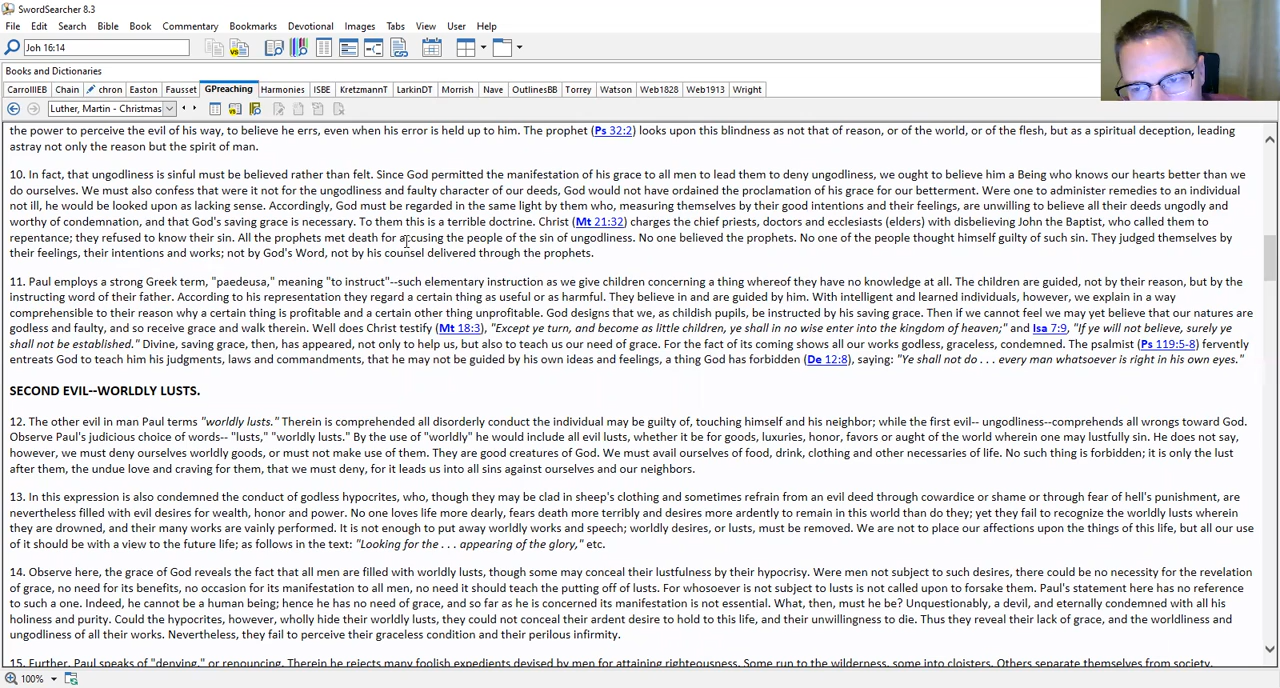 SwordSearcher 8.3
File Edit Search Bible Book Commentary Bookmarks Devotional Images Tabs View User Help
Joh 16:14
Books and Dictionaries
CarrollIEB Chain chron Easton Fausset GPreaching Harmonies ISBE KretzmannT LarkinDT Morrish Nave OutlinesBB Torrey Watson Web1828 Web1913 Wright
Luther, Martin - Christmas
the power to perceive the evil of his way, to believe he errs, even when his error is held up to him. The prophet (Ps 32:2) looks upon this blindness as not that of reason, or of the world, or of the flesh, but as a spiritual deception, leading
astray not only the reason but the spirit of man.
10. In fact, that ungodliness is sinful must be believed rather than felt. Since God permitted the manifestation of his grace to all men to lead them to deny ungodliness, we ought to believe him a Being who knows our hearts better than we
do ourselves. We must also confess that were it not for the ungodliness and faulty character of our deeds, God would not have ordained the proclamation of his grace for our betterment. Were one to administer remedies to an individual
not ill, he would be looked upon as lacking sense. Accordingly, God must be regarded in the same light by them who, measuring themselves by their good intentions and their feelings, are unwilling to believe all their deeds ungodly and
worthy of condemnation, and that God's saving grace is necessary. To them this is a terrible doctrine. Christ (Mt 21:32) charges the chief priests, doctors and ecclesiasts (elders) with disbelieving John the Baptist, who called them to
repentance; they refused to know their sin. All the prophets met death for accusing the people of the sin of ungodliness. No one believed the prophets. No one of the people thought himself guilty of such sin. They judged themselves by
their feelings, their intentions and works; not by God's Word, not by his counsel delivered through the prophets.
11. Paul employs a strong Greek term, "paedeusa," meaning "to instruct"--such elementary instruction as we give children concerning a thing whereof they have no knowledge at all. The children are guided, not by their reason, but by the
instructing word of their father. According to his representation they regard a certain thing as useful or as harmful. They believe in and are guided by him. With intelligent and learned individuals, however, we explain in a way
comprehensible to their reason why a certain thing is profitable and a certain other thing unprofitable. God designs that we, as childish pupils, be instructed by his saving grace. Then if we cannot feel we may yet believe that our natures are
godless and faulty, and so receive grace and walk therein. Well does Christ testify (Mt 18:3), "Except ye turn, and become as little children, ye shall in no wise enter into the kingdom of heaven;" and Isa 7:9, "If ye will not believe, surely ye
shall not be established." Divine, saving grace, then, has appeared, not only to help us, but also to teach us our need of grace. For the fact of its coming shows all our works godless, graceless, condemned. The psalmist (Ps 119:5-8) fervently
entreats God to teach him his judgments, laws and commandments, that he may not be guided by his own ideas and feelings, a thing God has forbidden (De 12:8), saying: "Ye shall not do . . . every man whatsoever is right in his own eyes."
SECOND EVIL--WORLDLY LUSTS.
12. The other evil in man Paul terms "worldly lusts." Therein is comprehended all disorderly conduct the individual may be guilty of, touching himself and his neighbor; while the first evil-- ungodliness--comprehends all wrongs toward God.
Observe Paul's judicious choice of words-- "lusts," "worldly lusts." By the use of "worldly" he would include all evil lusts, whether it be for goods, luxuries, honor, favors or aught of the world wherein one may lustfully sin. He does not say,
however, we must deny ourselves worldly goods, or must not make use of them. They are good creatures of God. We must avail ourselves of food, drink, clothing and other necessaries of life. No such thing is forbidden; it is only the lust
after them, the undue love and craving for them, that we must deny, for it leads us into all sins against ourselves and our neighbors.
13. In this expression is also condemned the conduct of godless hypocrites, who, though they may be clad in sheep's clothing and sometimes refrain from an evil deed through cowardice or shame or through fear of hell's punishment, are
nevertheless filled with evil desires for wealth, honor and power. No one loves life more dearly, fears death more terribly and desires more ardently to remain in this world than do they; yet they fail to recognize the worldly lusts wherein
they are drowned, and their many works are vainly performed. It is not enough to put away worldly works and speech; worldly desires, or lusts, must be removed. We are not to place our affections upon the things of this life, but all our use
of it should be with a view to the future life; as follows in the text: "Looking for the . . . appearing of the glory," etc.
14. Observe here, the grace of God reveals the fact that all men are filled with worldly lusts, though some may conceal their lustfulness by their hypocrisy. Were men not subject to such desires, there could be no necessity for the revelation
of grace, no need for its benefits, no occasion for its manifestation to all men, no need it should teach the putting off of lusts. For whosoever is not subject to lusts is not called upon to forsake them. Paul's statement here has no reference
to such a one. Indeed, he cannot be a human being; hence he has no need of grace, and so far as he is concerned its manifestation is not essential. What, then, must he be? Unquestionably, a devil, and eternally condemned with all his
holiness and purity. Could the hypocrites, however, wholly hide their worldly lusts, they could not conceal their ardent desire to hold to this life, and their unwillingness to die. Thus they reveal their lack of grace, and the worldliness and
ungodliness of all their works. Nevertheless, they fail to perceive their graceless condition and their perilous infirmity.
15. Further, Paul speaks of "denying," or renouncing. Therein he rejects many foolish expedients devised by men for attaining righteousness. Some run to the wilderness, some into cloisters. Others separate themselves from society,
100%